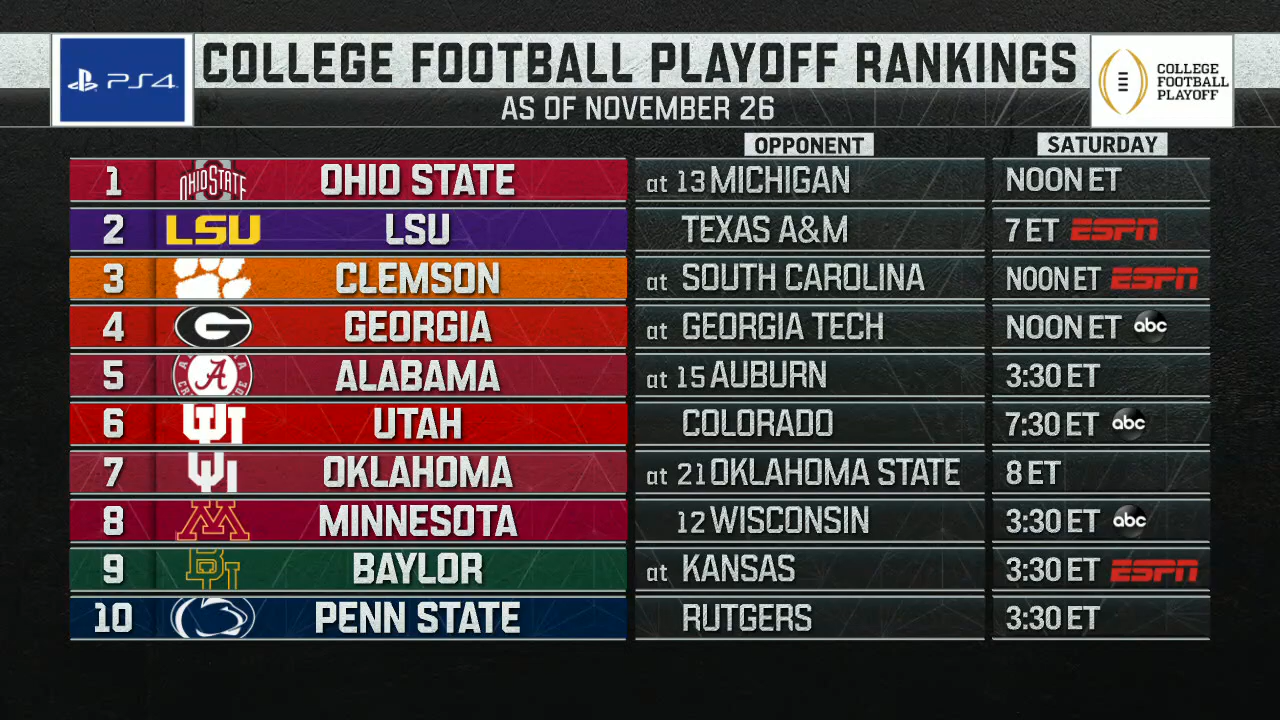 PS4
COLLEGE FOOTBALL PLAYOFF RANKINGS
COLLEGE
FOOTBALL
PLAYOFF
AS OF NOVEMBER 26
OPPONENT SATURDAY
1 OHIO STATE OHIO STATE at 13 MICHIGAN NOON ET
2 LSU LSU TEXAS A&M 7 ET ESPN
3 CLEMSON at SOUTH CAROLINA NOON ET ESPN
4 G GEORGIA at GEORGIA TECH NOON ET abc
5 A ALABAMA at 15 AUBURN 3:30 ET
6 UTAH COLORADO 7:30 ET abc
7 OKLAHOMA at 21 OKLAHOMA STATE 8 ET
8 M MINNESOTA 12 WISCONSIN 3:30 ET abc
9 BU BAYLOR at KANSAS 3:30 ET ESPN
10 PENN STATE RUTGERS 3:30 ET